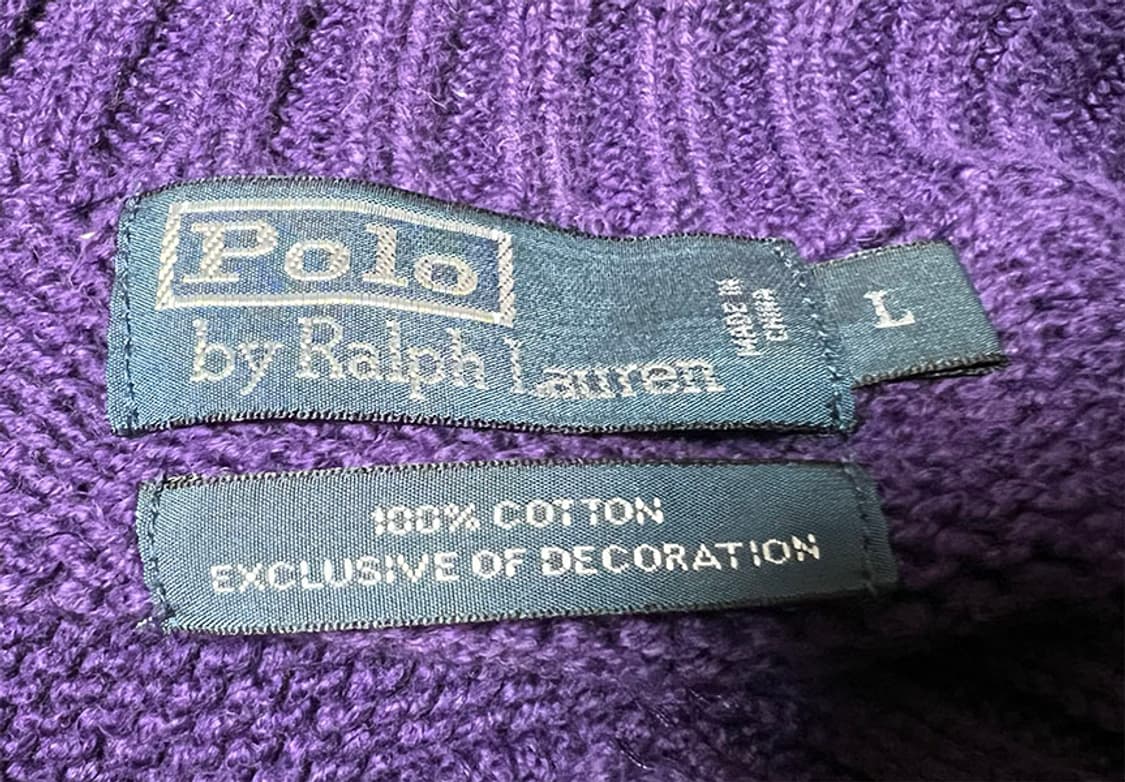 Polo
by Ralph Lauren
MADE IN
CHINA
L
100% COTTON
EXCLUSIVE OF DECORATION